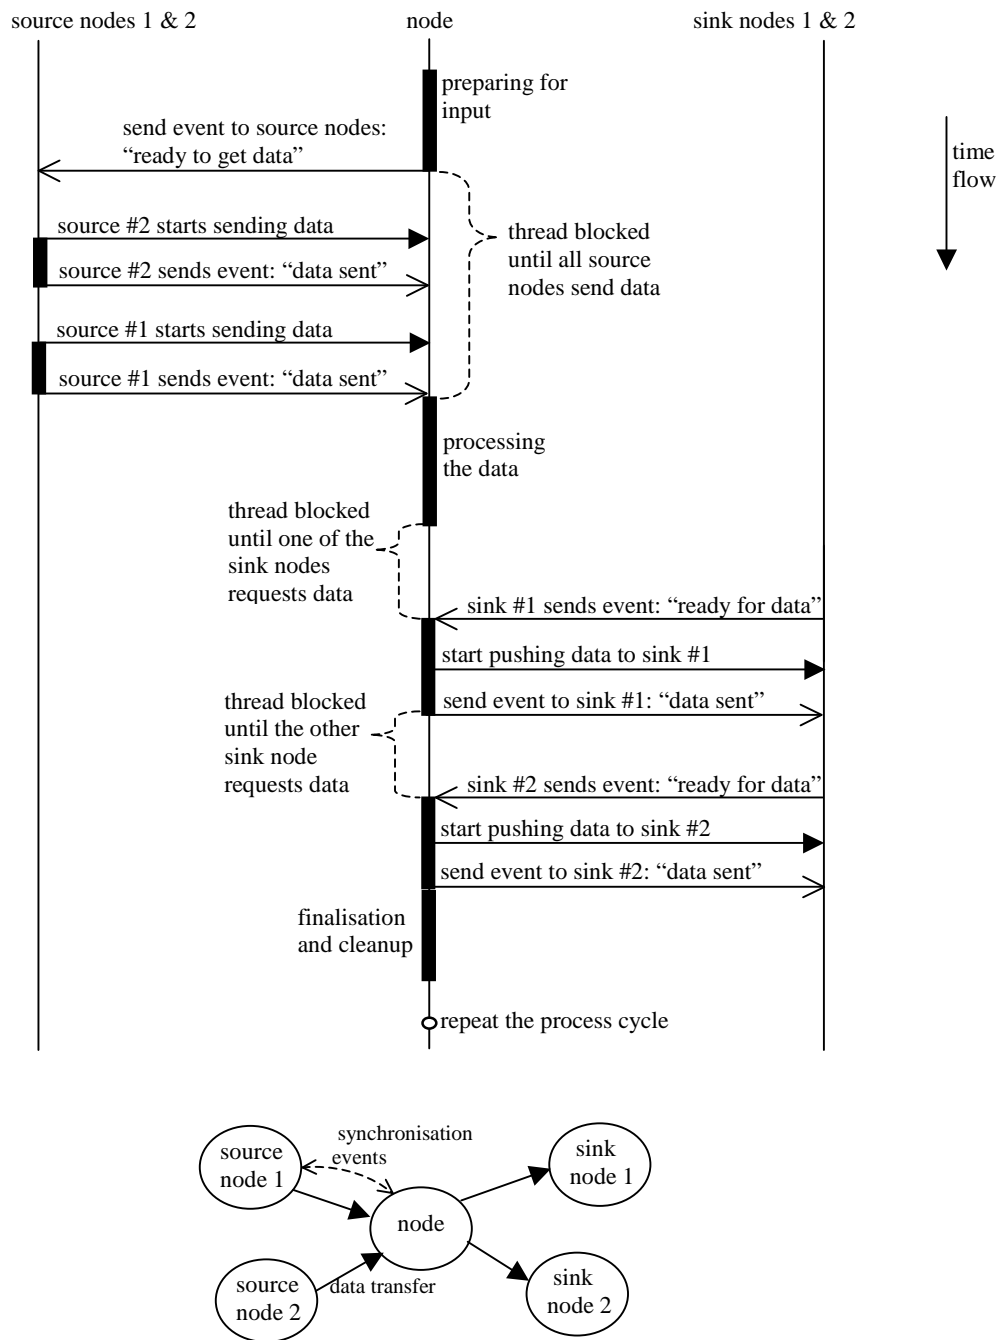 source nodes 1 & 2
node
sink nodes 1 & 2
preparing for
input
send event to source nodes:
“ready to get data”
time
flow
source #2 starts sending data
thread blocked
until all source
nodes send data
source #2 sends event: “data sent”
source #1 starts sending data
source #1 sends event: “data sent”
processing
the data
thread blocked
until one of the
sink nodes
requests data
sink #1 sends event: “ready for data”
start pushing data to sink #1
send event to sink #1: “data sent”
thread blocked
until the other
sink node
requests data
sink #2 sends event: “ready for data”
start pushing data to sink #2
send event to sink #2: “data sent”
finalisation
and cleanup
repeat the process cycle
synchronisation
events
source
node 1
sink
node 1
node
source
node 2
data transfer
sink
node 2